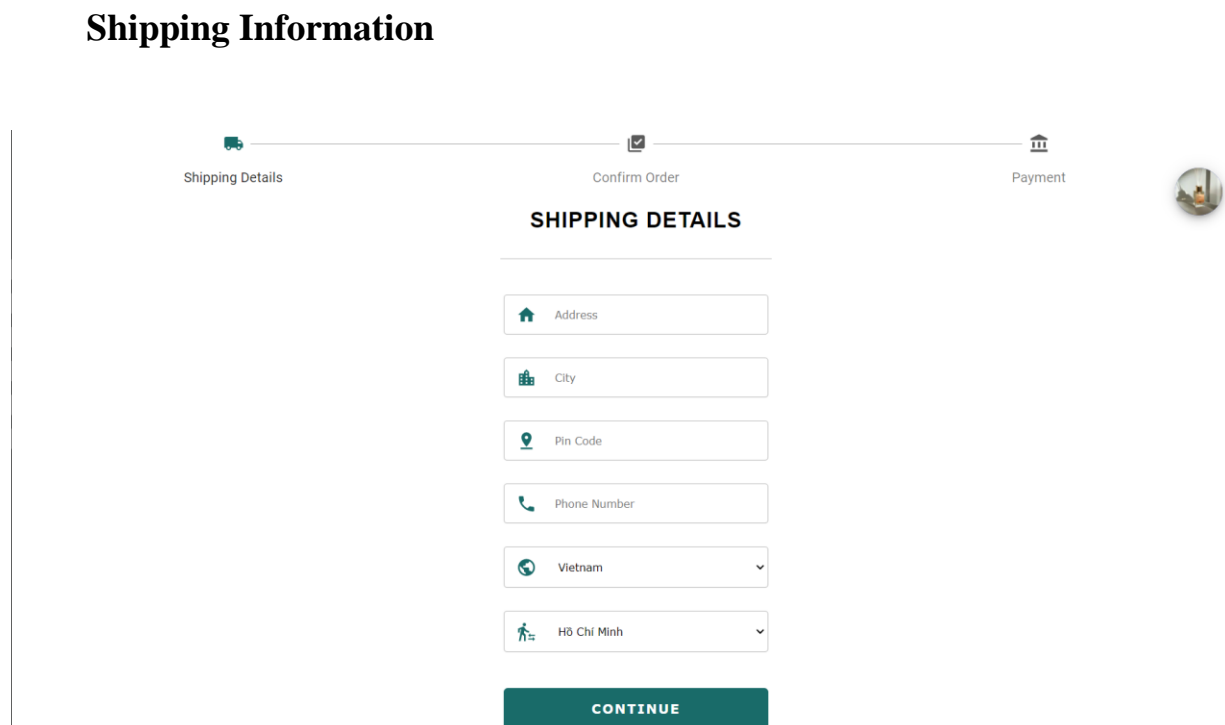 Shipping Information
Shipping Details
Confirm Order
Payment
SHIPPING DETAILS
Address
City
Pin Code
Phone Number
Vietnam
Hồ Chí Minh
CONTINUE